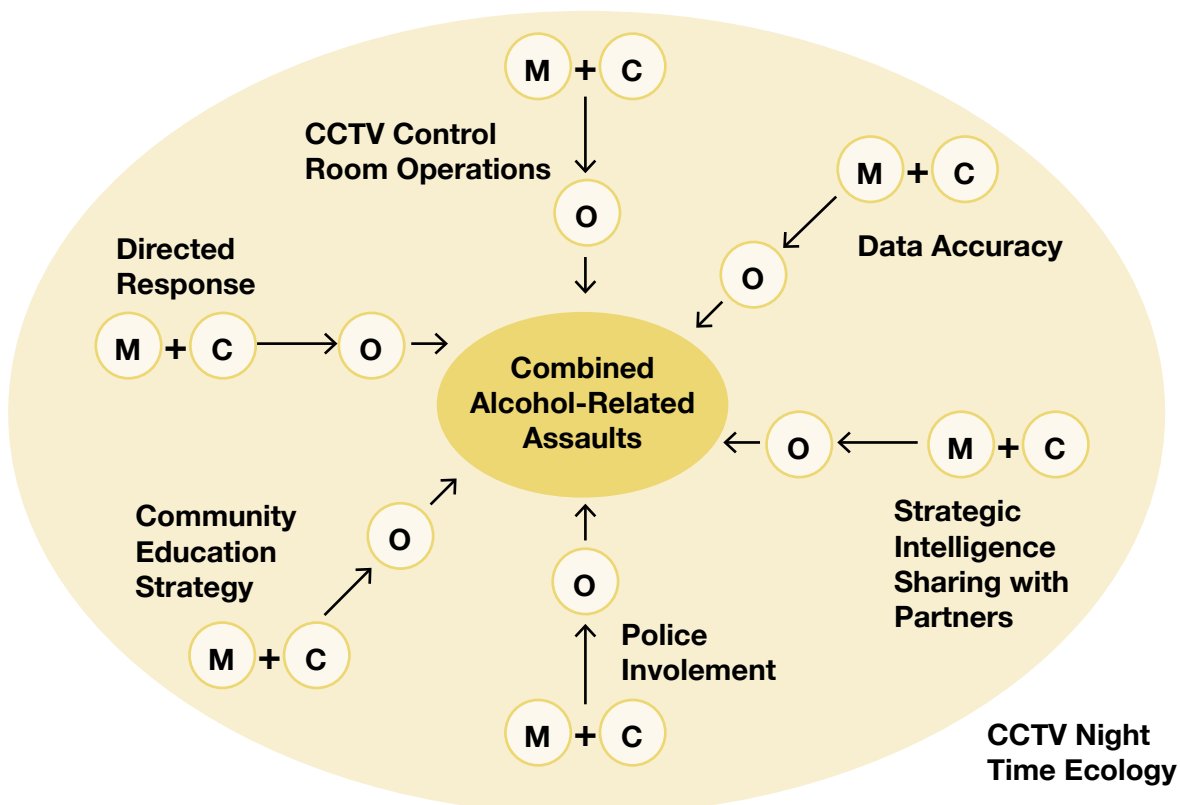 M + C
CCTV Control
Room Operations
O
M + C
Data Accuracy
O
Directed
Response
M + C
O
Combined
Alcohol-Related
Assaults
O
M + C
Strategic
Intelligence
Sharing with
Partners
Community
Education
Strategy
O
M + C
O
Police
Involement
M + C
CCTV Night
Time Ecology